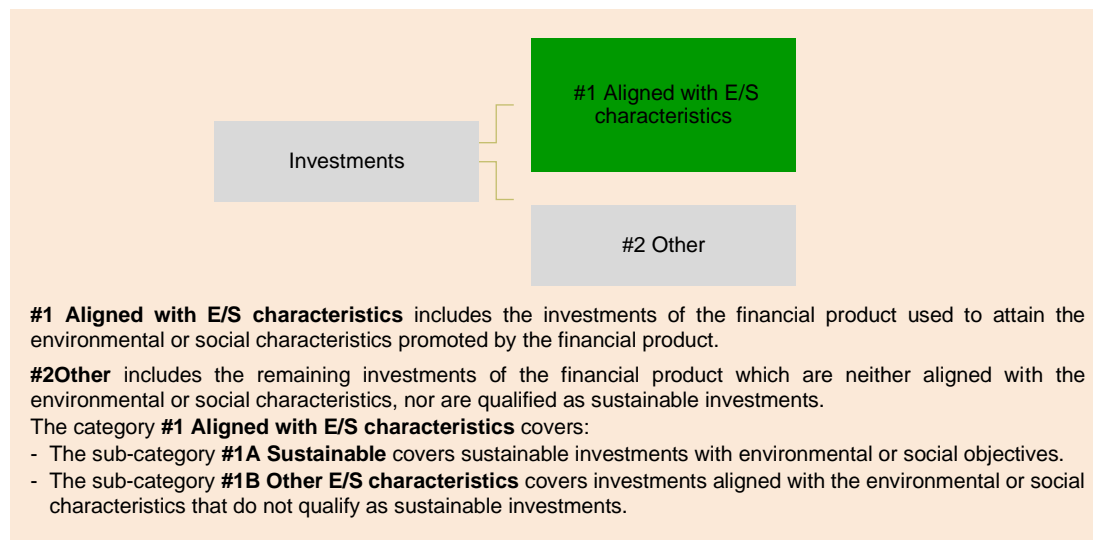 #1 Aligned with E/S
characteristics
Investments
#2 Other
#1 Aligned with E/S characteristics includes the investments of the financial product used to attain the
environmental or social characteristics promoted by the financial product.
#2Other includes the remaining investments of the financial product which are neither aligned with the
environmental or social characteristics, nor are qualified as sustainable investments.
The category #1 Aligned with E/S characteristics covers:
- The sub-category #1A Sustainable covers sustainable investments with environmental or social objectives.
- The sub-category #1B Other E/S characteristics covers investments aligned with the environmental or social
characteristics that do not qualify as sustainable investments.